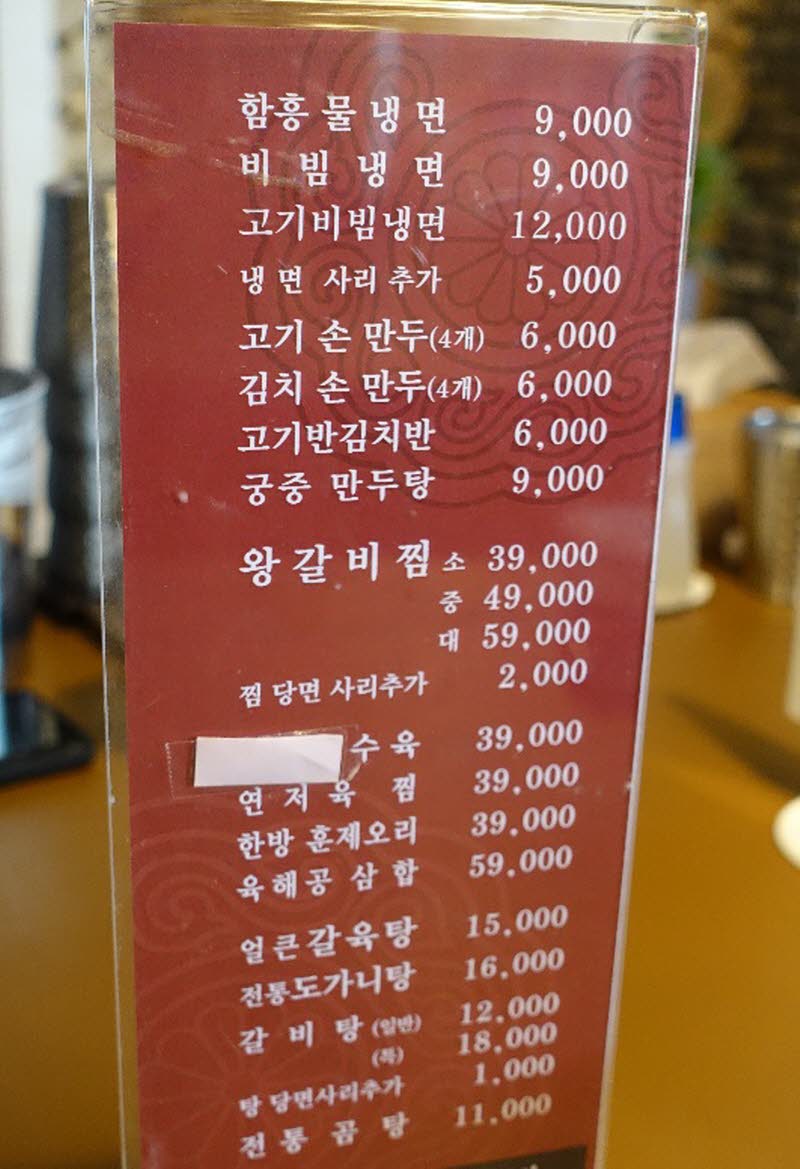 함흥 물 냉 면 9,000
비 빔 냉 면 9,000
고기비빔냉면 12,000
냉 면 사리 추가 5,000
고기 손 만두(4개) 6,000
김치 손 만두(4개) 6,000
고기반김치반 6,000
궁중 만두탕 9,000
왕갈비찜 소 39,000
중 49,000
대 59,000
찜 당면 사리추가 2,000
수육 39,000
연 저 육 찜 39,000
한방 훈제오리 39,000
육해공 삼합 59,000
얼큰갈육탕 15,000
전통도가니탕 16,000
갈 비 탕 (일반) 12,000
(특) 18,000
탕 당면사리추가 1,000
전 통 곰 탕 11,000